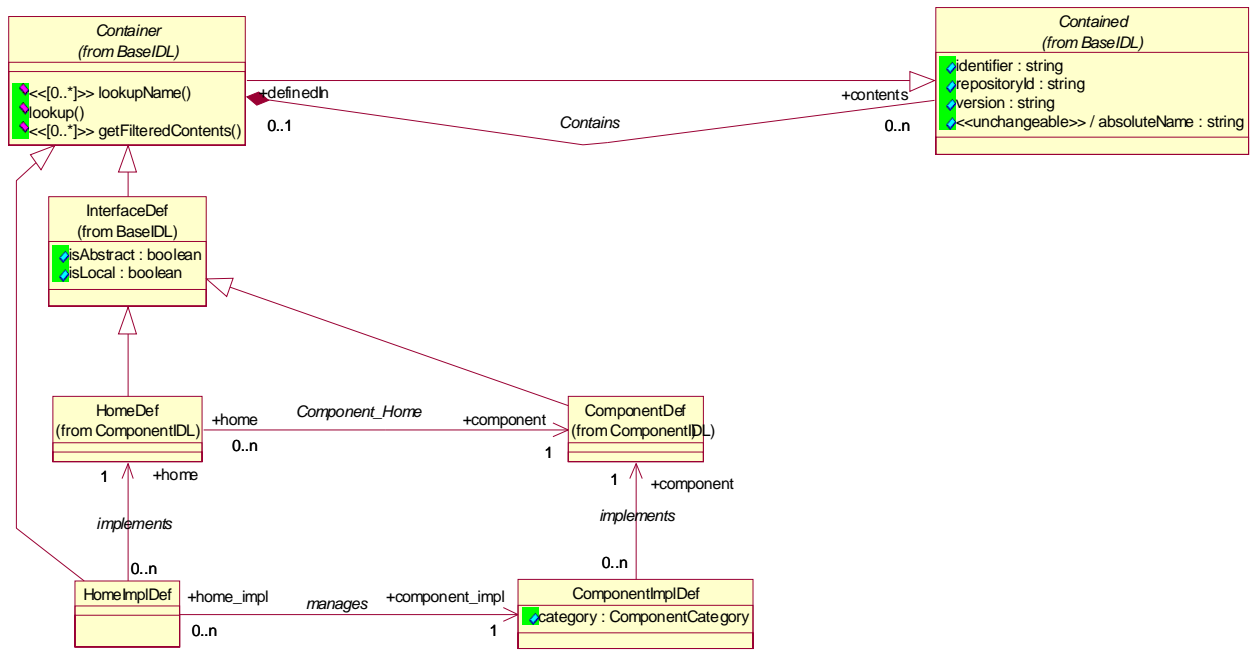 Container
(from BaseIDL)
<<[0..*]>> lookupName()
lookup()
<<[0..*]>> getFilteredContents()
Contained
(from BaseIDL)
identifier : string
repositoryId : string
version : string
<<unchangeable>> / absoluteName : string
+definedIn
0..1
Contains
+contents
0..n
InterfaceDef
(from BaseIDL)
isAbstract : boolean
isLocal : boolean
HomeDef
(from ComponentIDL)
+home
0..n
Component_Home
+component
1
ComponentDef
(from ComponentIDL)
1
+home
implements
0..n
1
+component
implements
0..n
HomeImplDef
+home_impl
0..n
manages
+component_impl
1
ComponentImplDef
category : ComponentCategory